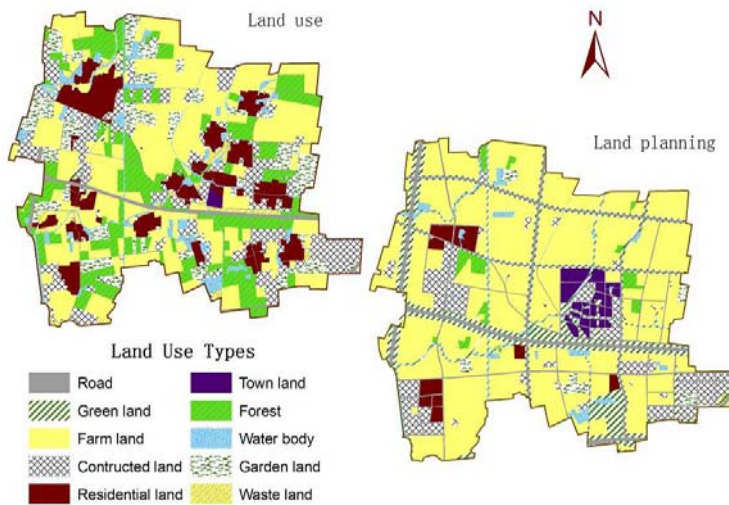 Land use
N
Land planning
Land Use Types
Road
Town land
Green land
Forest
Farm land
Water body
Contructed land
Garden land
Residential land
Waste land